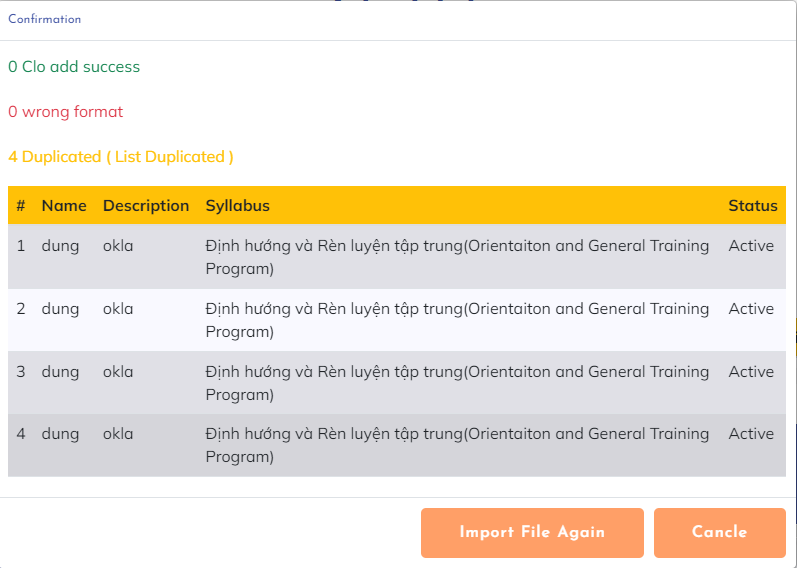 Confirmation
0 Clo add success
0 wrong format
4 Duplicated ( List Duplicated )
# Name Description Syllabus Status
1 dung okla Định hướng và Rèn luyện tập trung(Orientaiton and General Training Active
Program)
2 dung okla Định hướng và Rèn luyện tập trung(Orientaiton and General Training Active
Program)
3 dung okla Định hướng và Rèn luyện tập trung(Orientaiton and General Training Active
Program)
4 dung okla Định hướng và Rèn luyện tập trung(Orientaiton and General Training Active
Program)
Import File Again Cancle